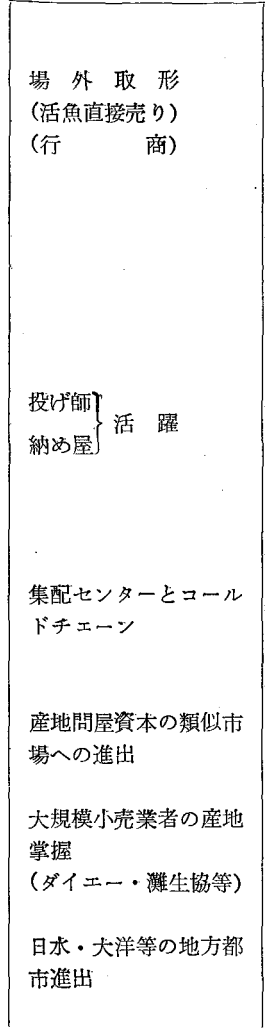 場外取形
(活魚直接売り)
(行商)
投げ師
納め屋
} 活躍
集配センターとコール
ドチェーン
産地問屋資本の類似市
場への進出
大規模小売業者の産地
掌握
(ダイエー・灘生協等)
日水・大洋等の地方都
市進出